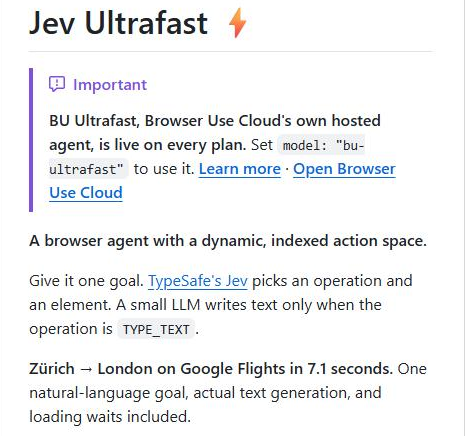 Jev Ultrafast ⚡
Important
BU Ultrafast, Browser Use Cloud's own hosted
agent, is live on every plan. Set model: "bu-
ultrafast" to use it. Learn more · Open Browser
Use Cloud
A browser agent with a dynamic, indexed action space.
Give it one goal. TypeSafe's Jev picks an operation and
an element. A small LLM writes text only when the
operation is TYPE_TEXT.
Zürich → London on Google Flights in 7.1 seconds. One
natural-language goal, actual text generation, and
loading waits included.